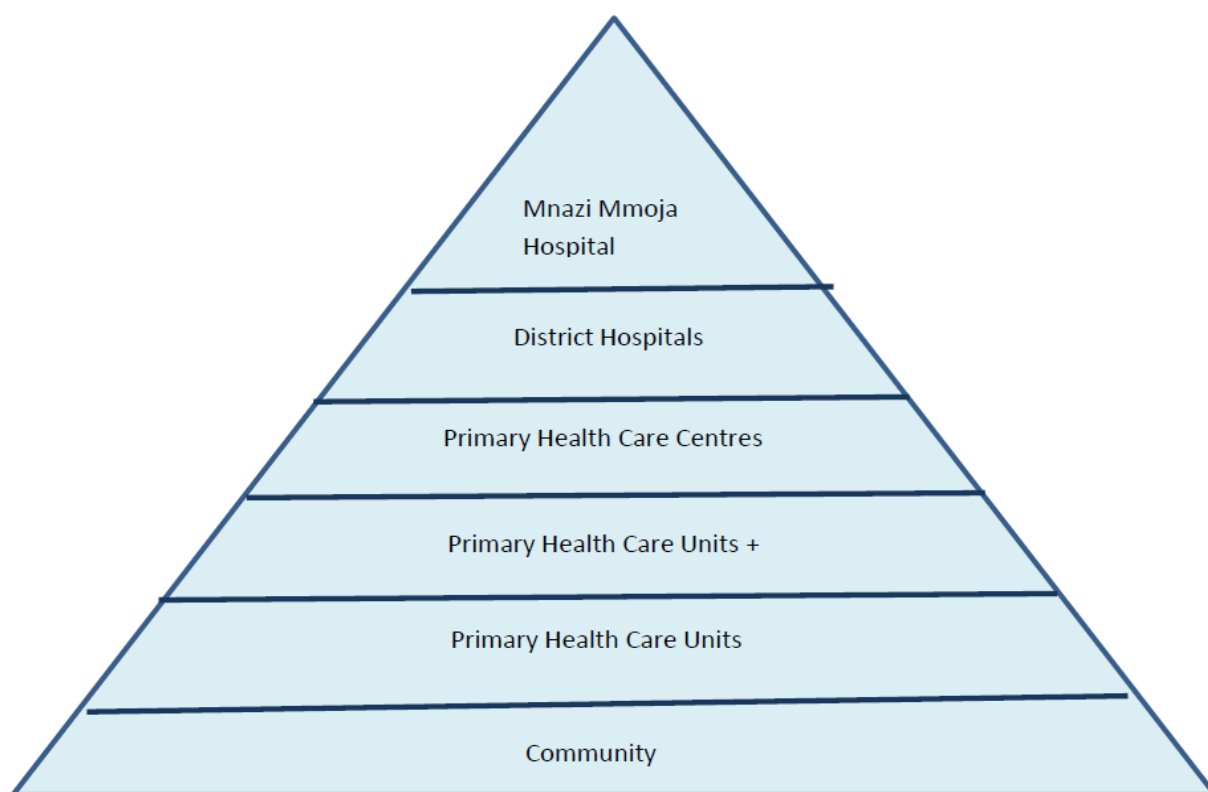 Mnazi Mmoja
Hospital
District Hospitals
Primary Health Care Centres
Primary Health Care Units +
Primary Health Care Units
Community